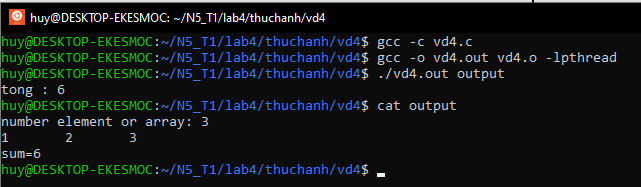 huy@DESKTOP-EKESMOC: ~/N5_T1/lab4/thuchanh/vd4
huy@DESKTOP-EKESMOC:~/N5_T1/lab4/thuchanh/vd4$ gcc -c vd4.c
huy@DESKTOP-EKESMOC:~/N5_T1/lab4/thuchanh/vd4$ gcc -o vd4.out vd4.o -lpthread
huy@DESKTOP-EKESMOC:~/N5_T1/lab4/thuchanh/vd4$ ./vd4.out output
tong : 6
huy@DESKTOP-EKESMOC:~/N5_T1/lab4/thuchanh/vd4$ cat output
number element or array: 3
1       2       3
sum=6
huy@DESKTOP-EKESMOC:~/N5_T1/lab4/thuchanh/vd4$